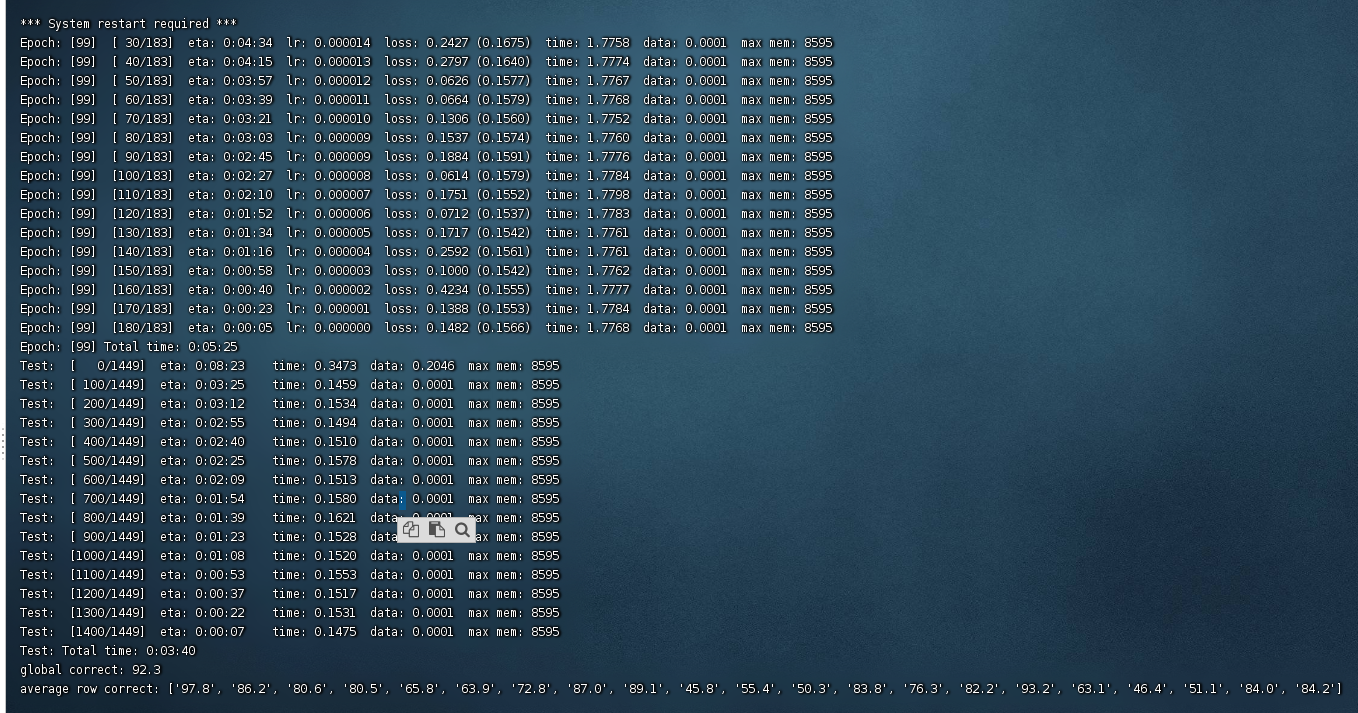 *** System restart required ***
Epoch: [99]  [ 30/183]  eta: 0:04:34  lr: 0.000014  loss: 0.2427 (0.1675)  time: 1.7758  data: 0.0001  max mem: 8595
Epoch: [99]  [ 40/183]  eta: 0:04:15  lr: 0.000013  loss: 0.2797 (0.1640)  time: 1.7774  data: 0.0001  max mem: 8595
Epoch: [99]  [ 50/183]  eta: 0:03:57  lr: 0.000012  loss: 0.0626 (0.1577)  time: 1.7767  data: 0.0001  max mem: 8595
Epoch: [99]  [ 60/183]  eta: 0:03:39  lr: 0.000011  loss: 0.0664 (0.1579)  time: 1.7768  data: 0.0001  max mem: 8595
Epoch: [99]  [ 70/183]  eta: 0:03:21  lr: 0.000010  loss: 0.1306 (0.1560)  time: 1.7752  data: 0.0001  max mem: 8595
Epoch: [99]  [ 80/183]  eta: 0:03:03  lr: 0.000009  loss: 0.1537 (0.1574)  time: 1.7760  data: 0.0001  max mem: 8595
Epoch: [99]  [ 90/183]  eta: 0:02:45  lr: 0.000009  loss: 0.1884 (0.1591)  time: 1.7776  data: 0.0001  max mem: 8595
Epoch: [99]  [100/183]  eta: 0:02:27  lr: 0.000008  loss: 0.0614 (0.1579)  time: 1.7784  data: 0.0001  max mem: 8595
Epoch: [99]  [110/183]  eta: 0:02:10  lr: 0.000007  loss: 0.1751 (0.1552)  time: 1.7798  data: 0.0001  max mem: 8595
Epoch: [99]  [120/183]  eta: 0:01:52  lr: 0.000006  loss: 0.0712 (0.1537)  time: 1.7783  data: 0.0001  max mem: 8595
Epoch: [99]  [130/183]  eta: 0:01:34  lr: 0.000005  loss: 0.1717 (0.1542)  time: 1.7761  data: 0.0001  max mem: 8595
Epoch: [99]  [140/183]  eta: 0:01:16  lr: 0.000004  loss: 0.2592 (0.1561)  time: 1.7761  data: 0.0001  max mem: 8595
Epoch: [99]  [150/183]  eta: 0:00:58  lr: 0.000003  loss: 0.1000 (0.1542)  time: 1.7762  data: 0.0001  max mem: 8595
Epoch: [99]  [160/183]  eta: 0:00:40  lr: 0.000002  loss: 0.4234 (0.1555)  time: 1.7777  data: 0.0001  max mem: 8595
Epoch: [99]  [170/183]  eta: 0:00:23  lr: 0.000001  loss: 0.1388 (0.1553)  time: 1.7784  data: 0.0001  max mem: 8595
Epoch: [99]  [180/183]  eta: 0:00:05  lr: 0.000000  loss: 0.1482 (0.1566)  time: 1.7768  data: 0.0001  max mem: 8595
Epoch: [99] Total time: 0:05:25
Test:  [   0/1449]  eta: 0:08:23    time: 0.3473  data: 0.2046  max mem: 8595
Test:  [ 100/1449]  eta: 0:03:25    time: 0.1459  data: 0.0001  max mem: 8595
Test:  [ 200/1449]  eta: 0:03:12    time: 0.1534  data: 0.0001  max mem: 8595
Test:  [ 300/1449]  eta: 0:02:55    time: 0.1494  data: 0.0001  max mem: 8595
Test:  [ 400/1449]  eta: 0:02:40    time: 0.1510  data: 0.0001  max mem: 8595
Test:  [ 500/1449]  eta: 0:02:25    time: 0.1578  data: 0.0001  max mem: 8595
Test:  [ 600/1449]  eta: 0:02:09    time: 0.1513  data: 0.0001  max mem: 8595
Test:  [ 700/1449]  eta: 0:01:54    time: 0.1580  data: 0.0001  max mem: 8595
Test:  [ 800/1449]  eta: 0:01:39    time: 0.1621  data: 0.0001  max mem: 8595
Test:  [ 900/1449]  eta: 0:01:23    time: 0.1528  data ax mem: 8595
Test:  [1000/1449]  eta: 0:01:08    time: 0.1520  data: 0.0001  max mem: 8595
Test:  [1100/1449]  eta: 0:00:53    time: 0.1553  data: 0.0001  max mem: 8595
Test:  [1200/1449]  eta: 0:00:37    time: 0.1517  data: 0.0001  max mem: 8595
Test:  [1300/1449]  eta: 0:00:22    time: 0.1531  data: 0.0001  max mem: 8595
Test:  [1400/1449]  eta: 0:00:07    time: 0.1475  data: 0.0001  max mem: 8595
Test: Total time: 0:03:40
global correct: 92.3
average row correct: ['97.8', '86.2', '80.6', '80.5', '65.8', '63.9', '72.8', '87.0', '89.1', '45.8', '55.4', '50.3', '83.8', '76.3', '82.2', '93.2', '63.1', '46.4', '51.1', '84.0', '84.2']